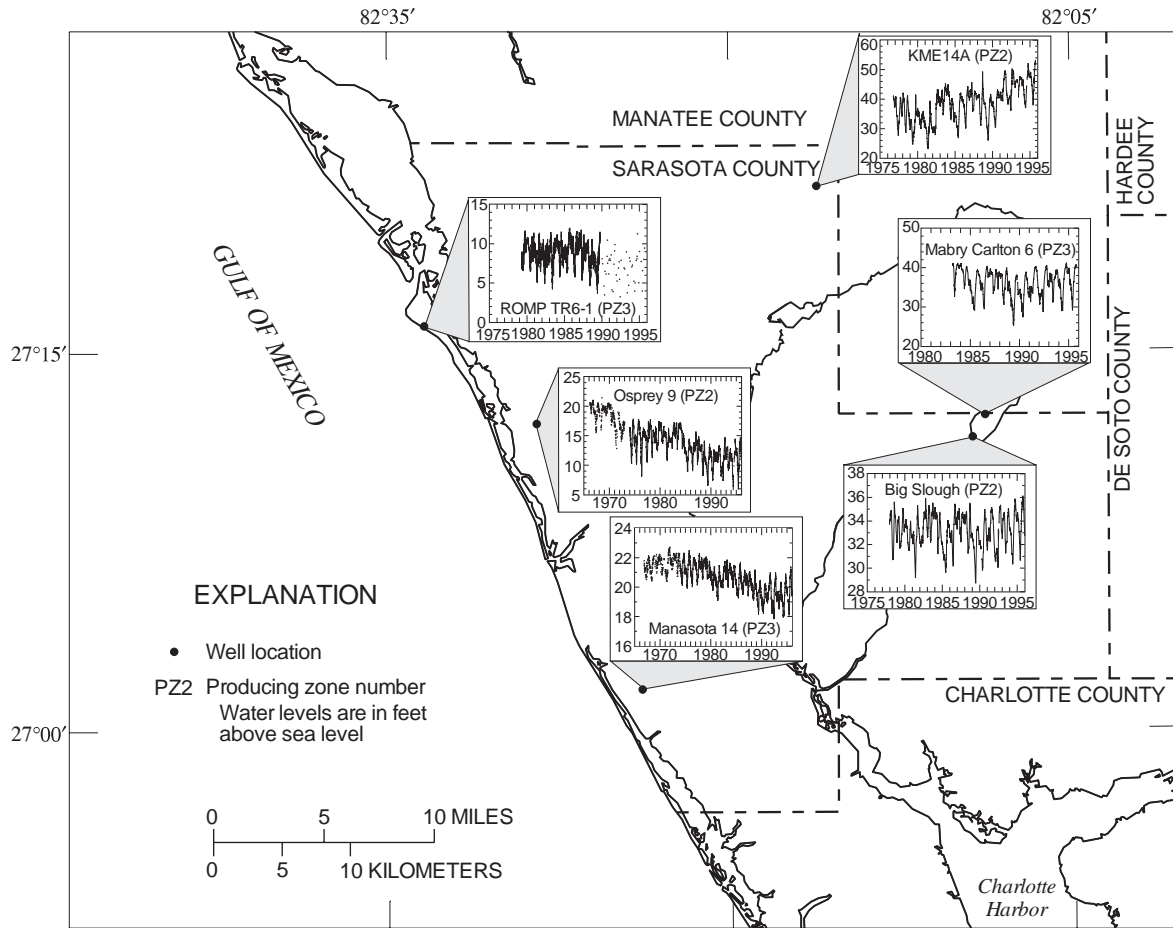 82°35′
82°05′
27°15′
27°00′
MANATEE COUNTY
SARASOTA COUNTY
HARDEE
COUNTY
DE SOTO COUNTY
CHARLOTTE COUNTY
GULF OF MEXICO
Charlotte
Harbor
KME14A (PZ2)
60
50
40
30
20
1975 1980 1985 1990 1995
15
10
5
0
ROMP TR6-1 (PZ3)
1975 1980 1985 1990 1995
50
Mabry Carlton 6 (PZ3)
40
30
20
1980 1985 1990 1995
25
Osprey 9 (PZ2)
20
15
10
5
1970 1980 1990
38
Big Slough (PZ2)
36
34
32
30
28
1975 1980 1985 1990 1995
24
22
20
18
Manasota 14 (PZ3)
16
1970 1980 1990
EXPLANATION
Well location
PZ2 Producing zone number
Water levels are in feet
above sea level
0 5 10 MILES
0 5 10 KILOMETERS